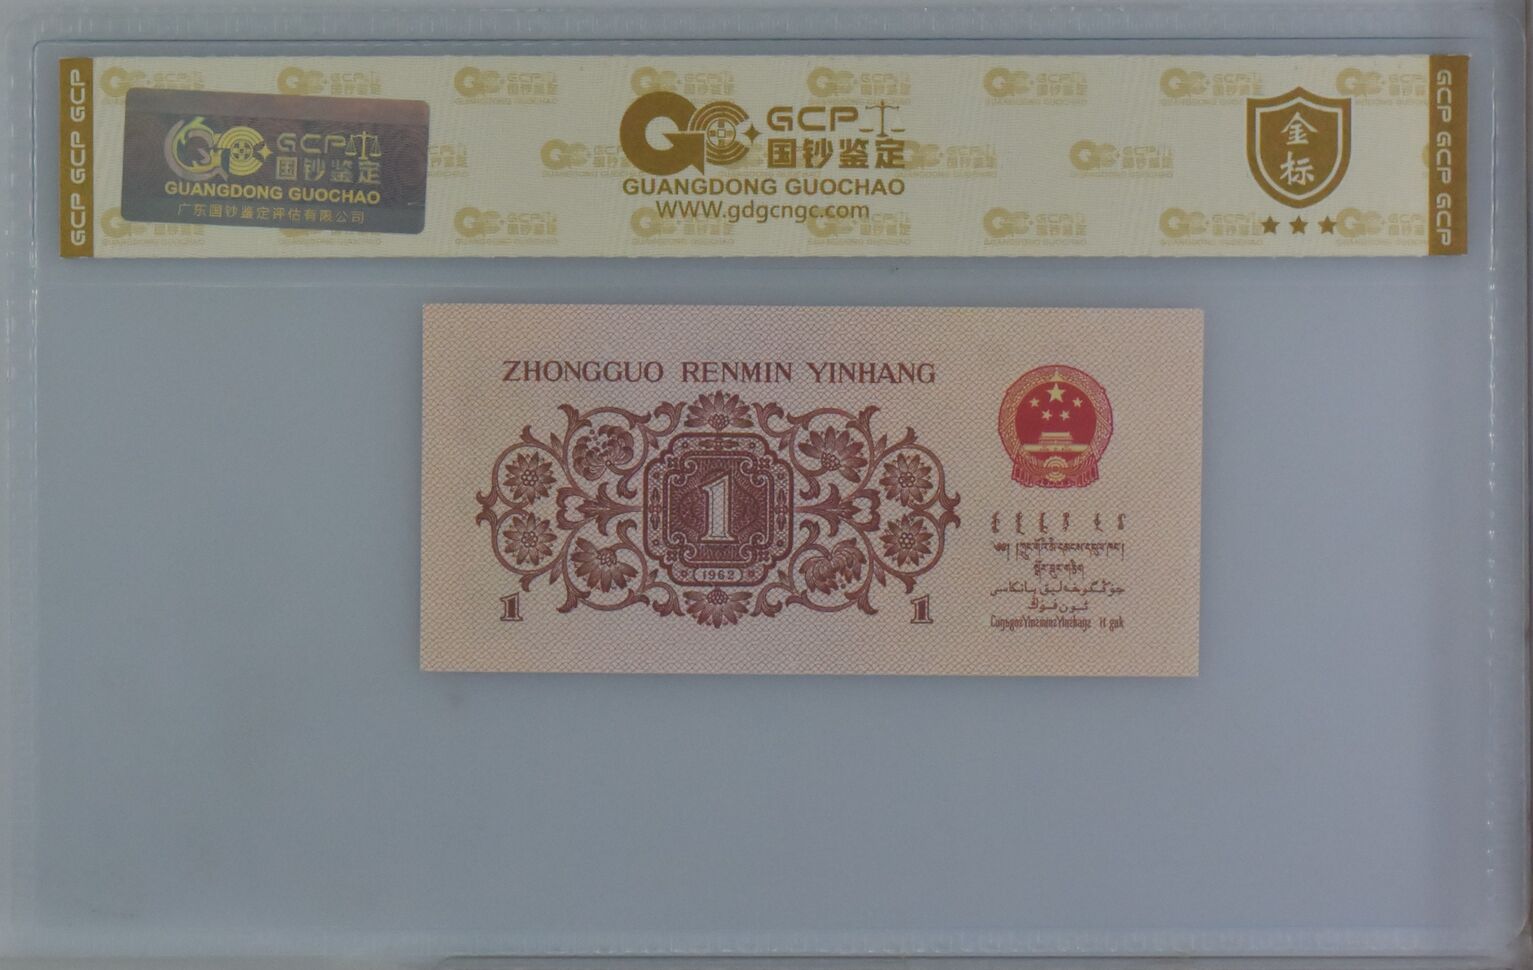 GCP GCP GCP
GCP
国钞鉴定
GUANGDONG GUOCHAO
广东国钞鉴定评估有限公司
GCP
国钞鉴定
GUANGDONG GUOCHAO
www.gdgcngc.com
金标
GCP GCP GCP
ZHONGGUO RENMIN YINHANG
1
1962
1
1